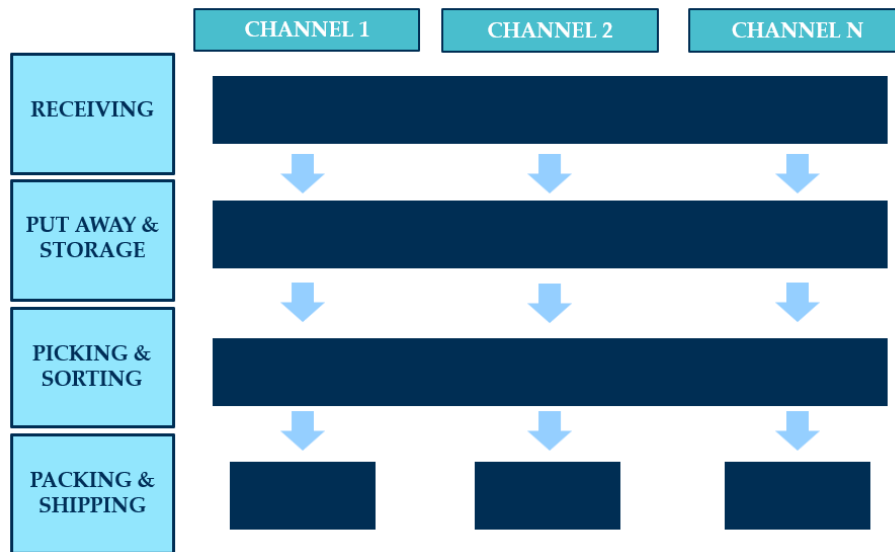 CHANNEL 1
CHANNEL 2
CHANNEL N
RECEIVING
PUT AWAY &
STORAGE
PICKING &
SORTING
PACKING &
SHIPPING